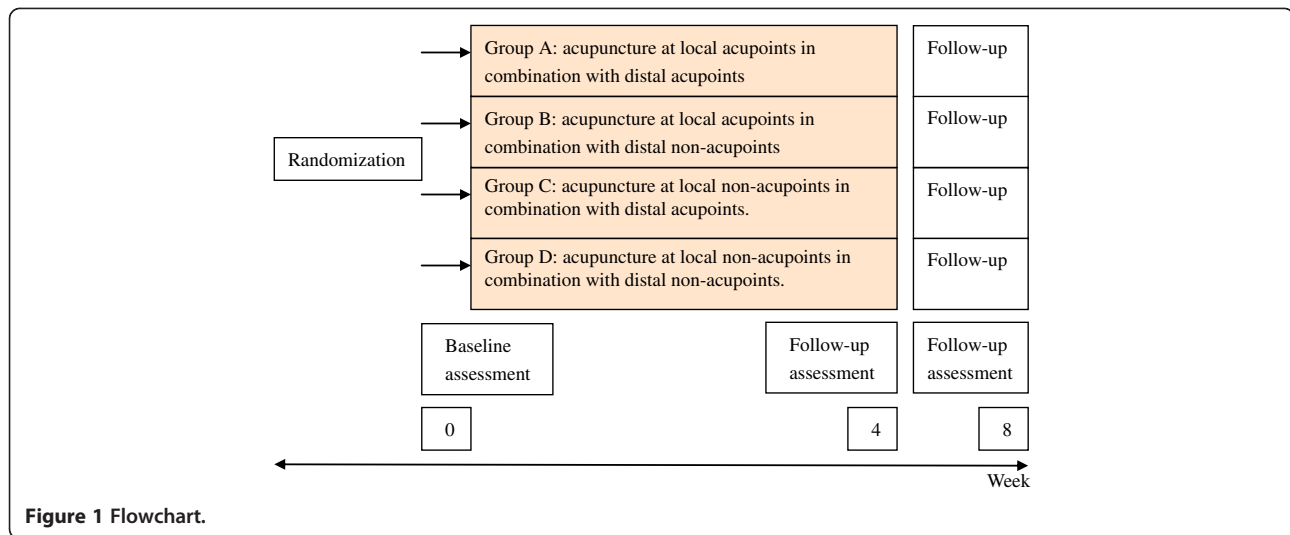 Group A: acupuncture at local acupoints in
combination with distal acupoints
Follow-up
Group B: acupuncture at local acupoints in
combination with distal non-acupoints
Follow-up
Randomization
Group C: acupuncture at local non-acupoints in
combination with distal acupoints.
Follow-up
Group D: acupuncture at local non-acupoints in
combination with distal non-acupoints.
Follow-up
Baseline
assessment
Follow-up
assessment
Follow-up
assessment
0
4
8
Week
Figure 1 Flowchart.